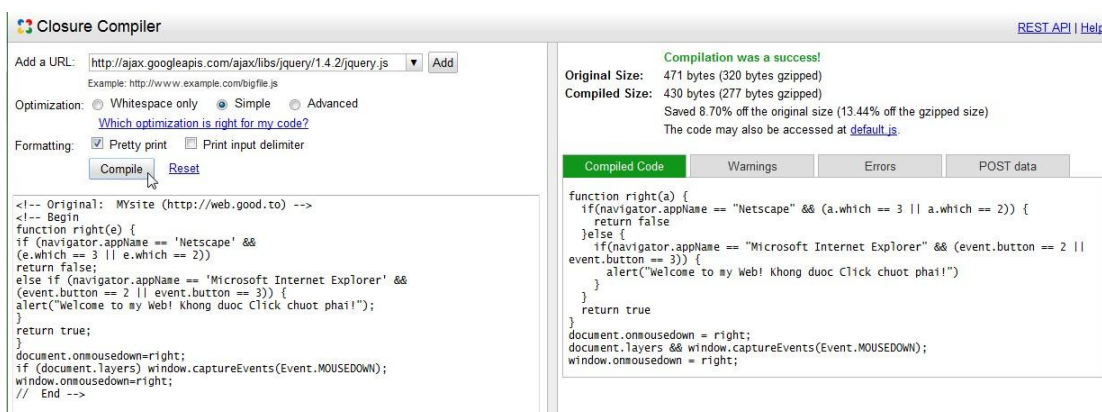 Closure Compiler
REST API | Help
Add a URL: http://ajax.googleapis.com/ajax/libs/jquery/1.4.2/jquery.js Add
Example: http://www.example.com/bigfile.js
Optimization: Whitespace only Simple Advanced
Which optimization is right for my code?
Formatting: Pretty print Print input delimiter
Compile Reset
<!-- Original:  MYsite (http://web.good.to) -->
<!-- Begin
function right(e) {
if (navigator.appName == 'Netscape' &&
(e.which == 3 || e.which == 2))
return false;
else if (navigator.appName == 'Microsoft Internet Explorer' &&
(event.button == 2 || event.button == 3)) {
alert("Welcome to my Web! Khong duoc Click chuot phai!");
}
return true;
}
document.onmousedown=right;
if (document.layers) window.captureEvents(Event.MOUSEDOWN);
window.onmousedown=right;
//  End -->
Compilation was a success!
Original Size: 471 bytes (320 bytes gzipped)
Compiled Size: 430 bytes (277 bytes gzipped)
Saved 8.70% off the original size (13.44% off the gzipped size)
The code may also be accessed at default.js.
Compiled Code Warnings Errors POST data
function right(a) {
  if(navigator.appName == "Netscape" && (a.which == 3 || a.which == 2)) {
    return false
  }else {
    if(navigator.appName == "Microsoft Internet Explorer" && (event.button == 2 ||
event.button == 3)) {
      alert("Welcome to my Web! Khong duoc Click chuot phai!")
    }
  }
  return true
}
document.onmousedown = right;
document.layers && window.captureEvents(Event.MOUSEDOWN);
window.onmousedown = right;